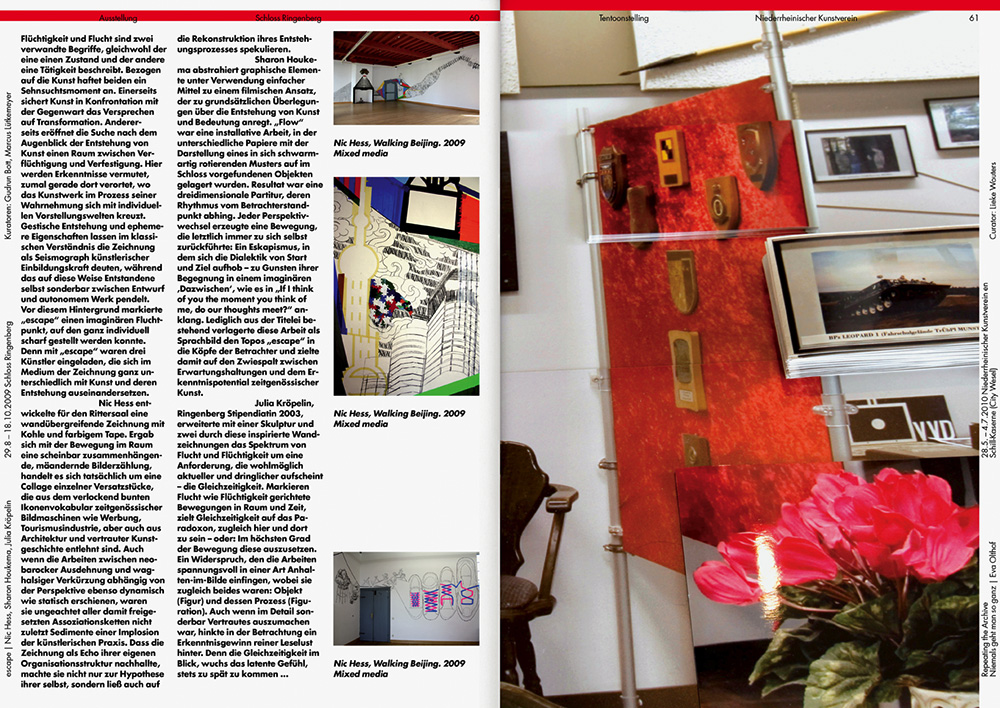 Ausstellung
Schloss Ringenberg
60
Kuratoren: Gudrun Bott, Marcus Lütkemeyer
29.8 – 18.10.2009 Schloss Ringenberg
escape | Nic Hess, Sharon Houkema, Julia Kröpelin
Flüchtigkeit und Flucht sind zwei
verwandte Begriffe, gleichwohl der
eine einen Zustand und der andere
eine Tätigkeit beschreibt. Bezogen
auf die Kunst haftet beiden ein
Sehnsuchtsmoment an. Einerseits
sichert Kunst in Konfrontation mit
der Gegenwart das Versprechen
auf Transformation. Anderer-
seits eröffnet die Suche nach dem
Augenblick der Entstehung von
Kunst einen Raum zwischen Ver-
flüchtigung und Verfestigung. Hier
werden Erkenntnisse vermutet,
zumal gerade dort verortet, wo
das Kunstwerk im Prozess seiner
Wahrnehmung sich mit individuel-
len Vorstellungswelten kreuzt.
Gestische Entstehung und epheme-
re Eigenschaften lassen im klassi-
schen Verständnis die Zeichnung
als Seismograph künstlerischer
Einbildungskraft deuten, während
das auf diese Weise Entstandene
selbst sonderbar zwischen Entwurf
und autonomem Werk pendelt.
Vor diesem Hintergrund markierte
„escape“ einen imaginären Flucht-
punkt, auf den ganz individuell
scharf gestellt werden konnte.
Denn mit „escape“ waren drei
Künstler eingeladen, die sich im
Medium der Zeichnung ganz un-
terschiedlich mit Kunst und deren
Entstehung auseinandersetzen.
Nic Hess ent-
wickelte für den Rittersaal eine
wandübergreifende Zeichnung mit
Kohle und farbigem Tape. Ergab
sich mit der Bewegung im Raum
eine scheinbar zusammenhängen-
de, mäandernde Bilderzählung,
handelt es sich tatsächlich um eine
Collage einzelner Versatzstücke,
die aus dem verlockend bunten
Ikonenvokabular zeitgenössischer
Bildmaschinen wie Werbung,
Tourismusindustrie, aber auch aus
Architektur und vertrauter Kunst-
geschichte entlehnt sind. Auch
wenn die Arbeiten zwischen neo-
barocker Ausdehnung und wag-
halsiger Verkürzung abhängig von
der Perspektive ebenso dynamisch
wie statisch erschienen, waren
sie ungeachtet aller damit freige-
setzten Assoziationsketten nicht
zuletzt Sedimente einer Implosion
der künstlerischen Praxis. Dass die
Zeichnung als Echo ihrer eigenen
Organisationsstruktur nachhallte,
machte sie nicht nur zur Hypothese
ihrer selbst, sondern ließ auch auf
die Rekonstruktion ihres Entsteh-
ungsprozesses spekulieren.
Sharon Houke-
ma abstrahiert graphische Elemen-
te unter Verwendung einfacher
Mittel zu einem filmischen Ansatz,
der zu grundsätzlichen Überlegun-
gen über die Entstehung von Kunst
und Bedeutung anregt. „Flow“
war eine installative Arbeit, in der
unterschiedliche Papiere mit der
Darstellung eines in sich schwarm-
artig rotierenden Musters auf im
Schloss vorgefundenen Objekten
gelagert wurden. Resultat war eine
dreidimensionale Partitur, deren
Rhythmus vom Betrachterstand-
punkt abhing. Jeder Perspektiv-
wechsel erzeugte eine Bewegung,
die letztlich immer zu sich selbst
zurückführte: Ein Eskapismus, in
dem sich die Dialektik von Start
und Ziel aufhob – zu Gunsten ihrer
Begegnung in einem imaginären
‚Dazwischen‘, wie es in „If I think
of you the moment you think of
me, do our thoughts meet?“ an-
klang. Lediglich aus der Titelei be-
stehend verlagerte diese Arbeit als
Sprachbild den Topos „escape“ in
die Köpfe der Betrachter und zielte
damit auf den Zwiespalt zwischen
Erwartungshaltungen und dem Er-
kenntnispotential zeitgenössischer
Kunst.
Julia Kröpelin,
Ringenberg Stipendiatin 2003,
erweiterte mit einer Skulptur und
zwei durch diese inspirierte Wand-
zeichnungen das Spektrum von
Flucht und Flüchtigkeit um eine
Anforderung, die wohlmöglich
aktueller und dringlicher aufscheint
– die Gleichzeitigkeit. Markieren
Flucht wie Flüchtigkeit gerichtete
Bewegungen in Raum und Zeit,
zielt Gleichzeitigkeit auf das Pa-
radoxon, zugleich hier und dort
zu sein – oder: Im höchsten Grad
der Bewegung diese auszusetzen.
Ein Widerspruch, den die Arbeiten
spannungsvoll in einer Art Anhal-
ten-im-Bilde einfingen, wobei sie
zugleich beides waren: Objekt
(Figur) und dessen Prozess (Figu-
ration). Auch wenn im Detail son-
derbar Vertrautes auszumachen
war, hinkte in der Betrachtung ein
Erkenntnisgewinn reiner Leselust
hinter. Denn die Gleichzeitigkeit im
Blick, wuchs das latente Gefühl,
stets zu spät zu kommen ...
Nic Hess, Walking Beijing. 2009
Mixed media
Nic Hess, Walking Beijing. 2009
Mixed media
Nic Hess, Walking Beijing. 2009
Mixed media
Tentoonstelling
Niederrheinischer Kunstverein
61
BPz LEOPARD 1 (Fahrschulgelände TrÜbPl MUNST
VVD
Curator: Lieke Wouters
28.5. – 4.7.2010 Niederrheinischer Kunstverein en
Schill-Kaserne (City Wesel)
Repeating the Archive
Niemals geht man so ganz | Eva Olthof